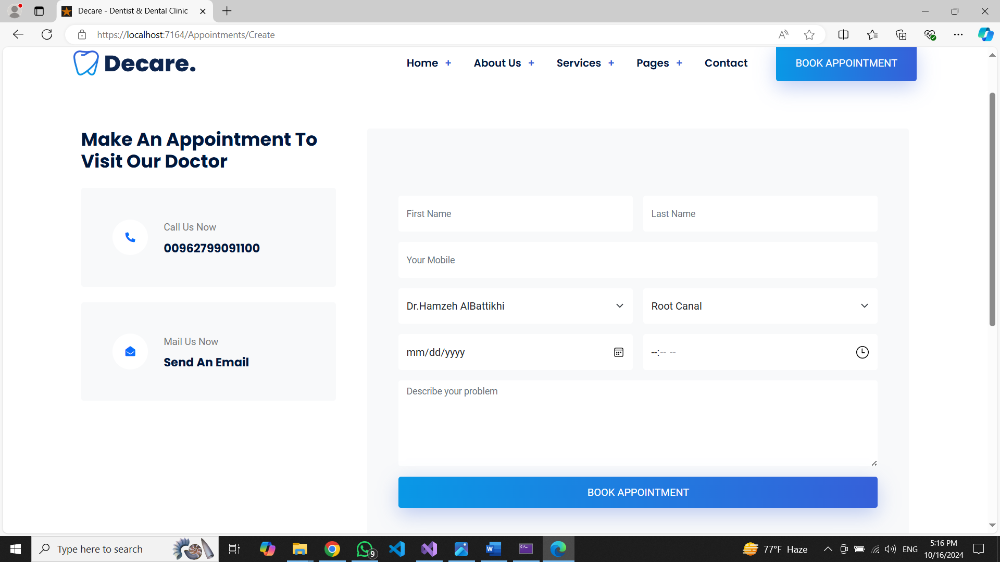 Decare - Dentist & Dental Clinic
https://localhost:7164/Appointments/Create
Decare.
Home + About Us + Services + Pages + Contact BOOK APPOINTMENT
Make An Appointment To
Visit Our Doctor
Call Us Now
00962799091100
Mail Us Now
Send An Email
First Name Last Name
Your Mobile
Dr.Hamzeh AlBattikhi Root Canal
mm/dd/yyyy --:-- --
Describe your problem
BOOK APPOINTMENT
Type here to search
9
77°F Haze
ENG
5:16 PM
10/16/2024